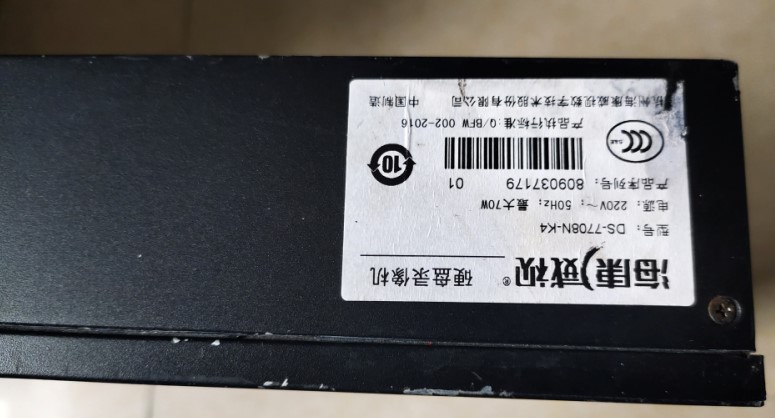 海康威视® 硬盘录像机
型号: DS-7708N-K4
电源: 220V～; 50Hz; 最大70W
产品序列号: 809037179 01
10
产品执行标准: Q/BFW 002-2016
杭州海康威视数字技术股份有限公司 中国制造